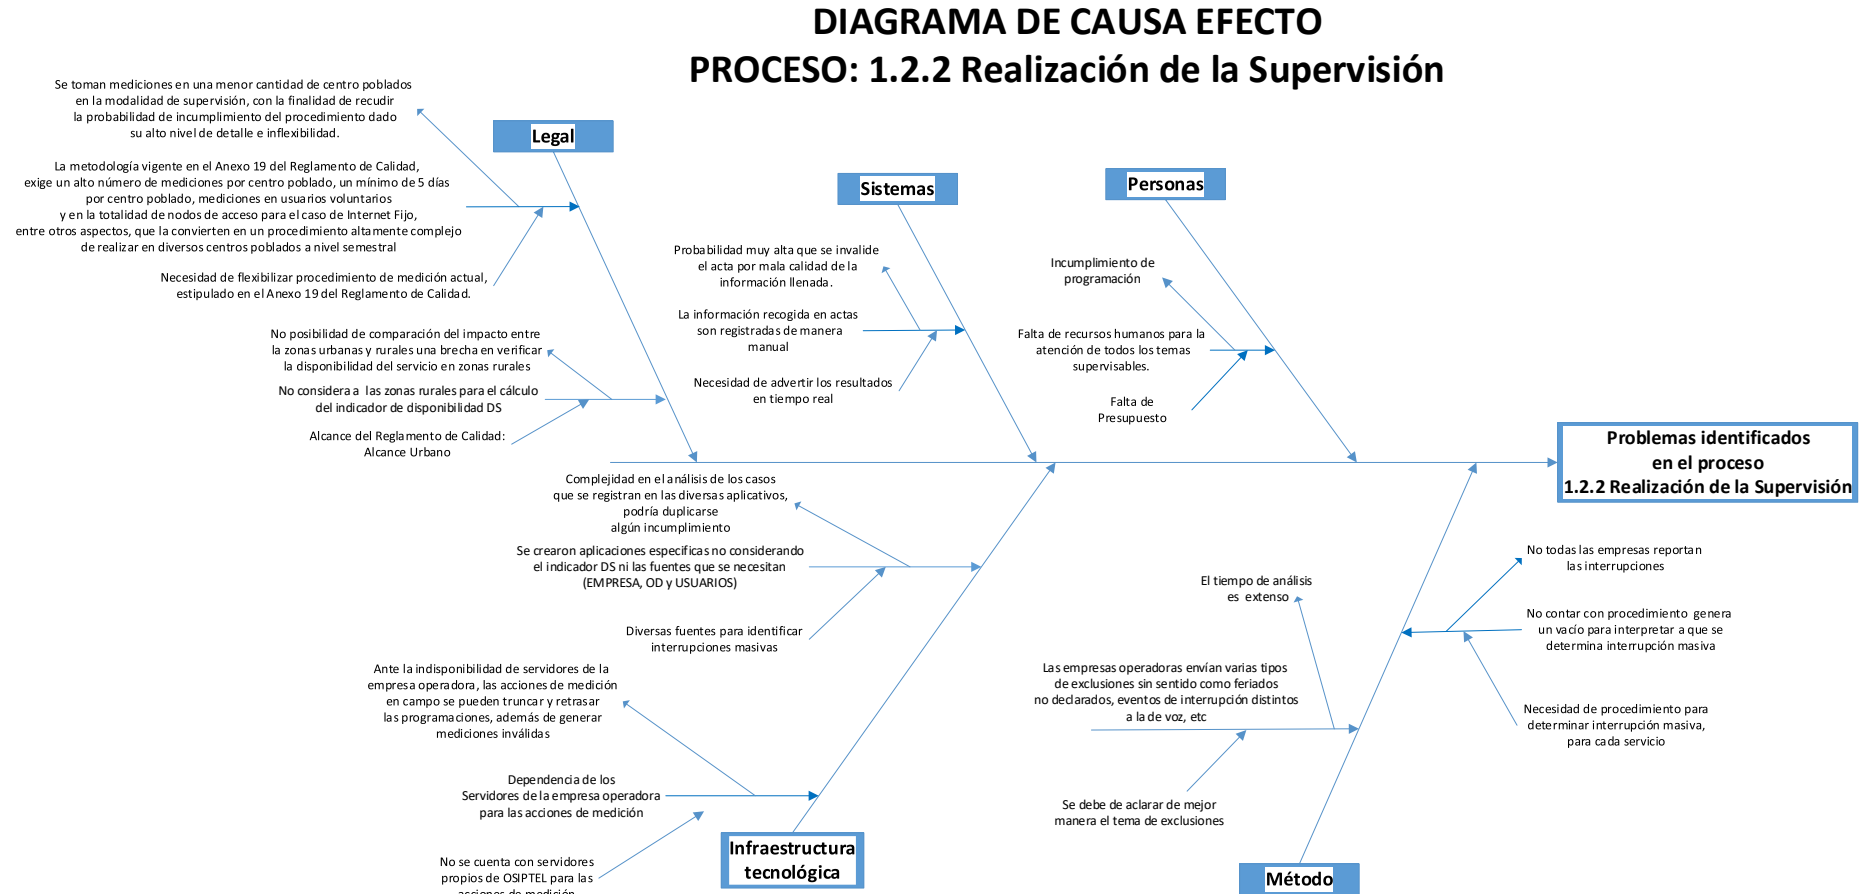 DIAGRAMA DE CAUSA EFECTO
PROCESO: 1.2.2 Realización de la Supervisión
Se toman mediciones en una menor cantidad de centro poblados
en la modalidad de supervisión, con la finalidad de recudir
la probabilidad de incumplimiento del procedimiento dado
su alto nivel de detalle e inflexibilidad.
Legal
La metodología vigente en el Anexo 19 del Reglamento de Calidad,
exige un alto número de mediciones por centro poblado, un mínimo de 5 días
por centro poblado, mediciones en usuarios voluntarios
y en la totalidad de nodos de acceso para el caso de Internet Fijo,
entre otros aspectos, que la convierten en un procedimiento altamente complejo
de realizar en diversos centros poblados a nivel semestral
Necesidad de flexibilizar procedimiento de medición actual,
estipulado en el Anexo 19 del Reglamento de Calidad.
No posibilidad de comparación del impacto entre
la zonas urbanas y rurales una brecha en verificar
la disponibilidad del servicio en zonas rurales
No considera a las zonas rurales para el cálculo
del indicador de disponibilidad DS
Alcance del Reglamento de Calidad:
Alcance Urbano
Sistemas
Probabilidad muy alta que se invalide
el acta por mala calidad de la
información llenada.
La información recogida en actas
son registradas de manera
manual
Necesidad de advertir los resultados
en tiempo real
Personas
Incumplimiento de
programación
Falta de recursos humanos para la
atención de todos los temas
supervisables.
Falta de
Presupuesto
Problemas identificados
en el proceso
1.2.2 Realización de la Supervisión
Complejidad en el análisis de los casos
que se registran en las diversas aplicativos,
podría duplicarse
algún incumplimiento
Se crearon aplicaciones especificas no considerando
el indicador DS ni las fuentes que se necesitan
(EMPRESA, OD y USUARIOS)
Diversas fuentes para identificar
interrupciones masivas
Ante la indisponibilidad de servidores de la
empresa operadora, las acciones de medición
en campo se pueden truncar y retrasar
las programaciones, además de generar
mediciones inválidas
Dependencia de los
Servidores de la empresa operadora
para las acciones de medición
No se cuenta con servidores
propios de OSIPTEL para las
acciones de medición
Infraestructura
tecnológica
El tiempo de análisis
es extenso
Las empresas operadoras envían varias tipos
de exclusiones sin sentido como feriados
no declarados, eventos de interrupción distintos
a la de voz, etc
Se debe de aclarar de mejor
manera el tema de exclusiones
No todas las empresas reportan
las interrupciones
No contar con procedimiento genera
un vacío para interpretar a que se
determina interrupción masiva
Necesidad de procedimiento para
determinar interrupción masiva,
para cada servicio
Método